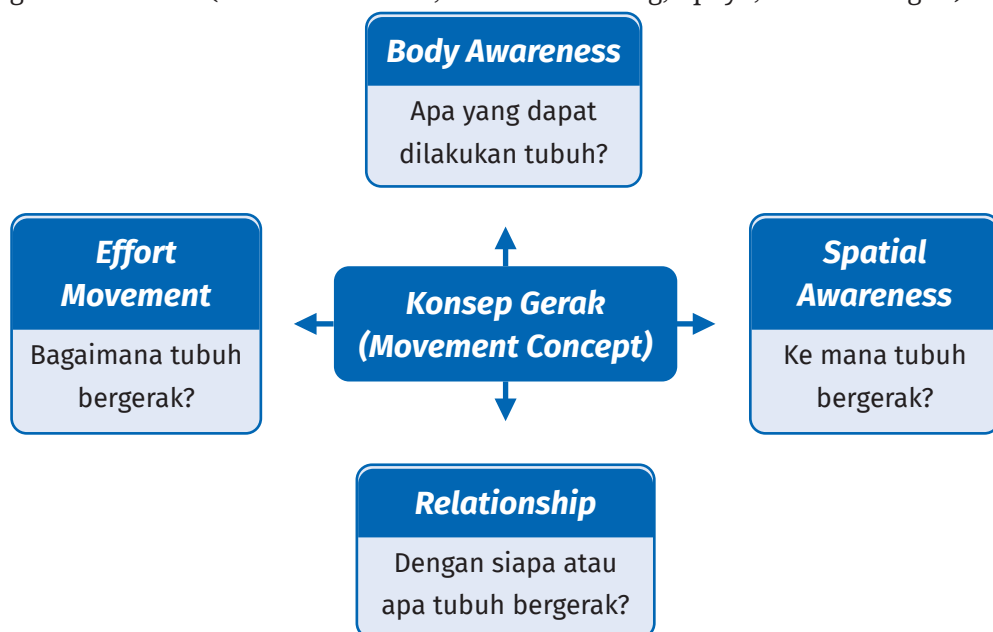 Body Awareness
Apa yang dapat
dilakukan tubuh?
Effort
Movement
Bagaimana tubuh
bergerak?
Konsep Gerak
(Movement Concept)
Spatial
Awareness
Ke mana tubuh
bergerak?
Relationship
Dengan siapa atau
apa tubuh bergerak?